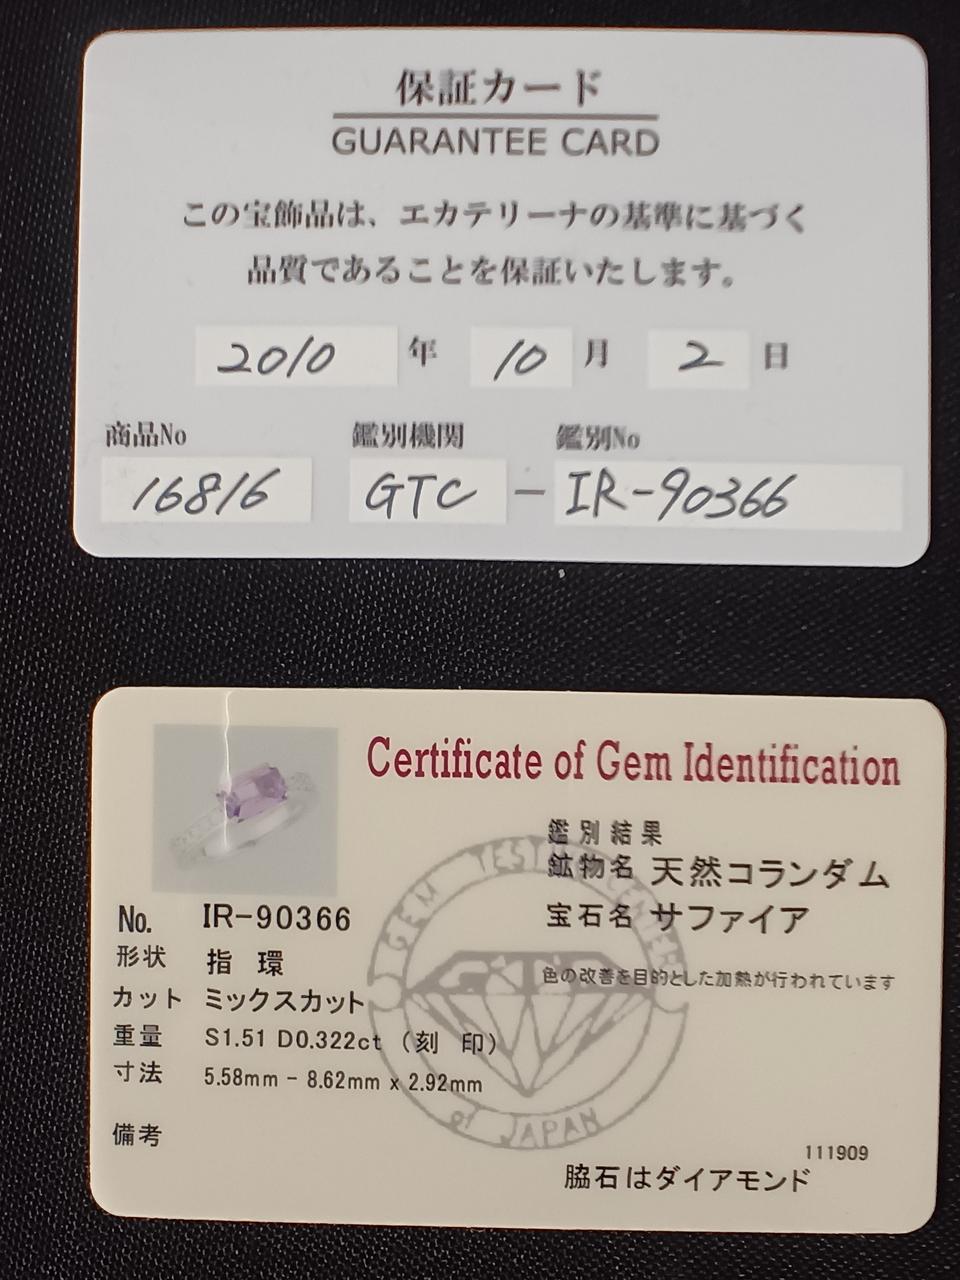 保証カード
GUARANTEE CARD
この宝飾品は、エカテリーナの基準に基づく
品質であることを保証いたします。
2010 年 10 月 2 日
商品No 鑑別機関 鑑別No
16816 GTC - IR-90366
Certificate of Gem Identification
鑑別結果
鉱物名 天然コランダム
宝石名 サファイア
色の改善を目的とした加熱が行われています
No. IR-90366
形状 指 環
カット ミックスカット
重量 S1.51 D0.322ct (刻 印)
寸法 5.58mm - 8.62mm x 2.92mm
備考
GEM TESTING CENTER
of JAPAN
111909
脇石はダイアモンド